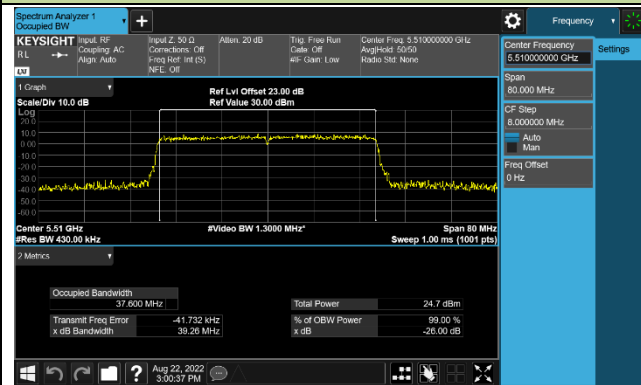 Spectrum Analyzer 1
Occupied BW
Frequency
KEYSIGHT
RL
LXI
Input: RF
Coupling: AC
Align: Auto
Input Z: 50 Ω
Corrections: Off
Freq Ref: Int (S)
NFE: Off
Atten: 20 dB
Trig: Free Run
Gate: Off
#IF Gain: Low
Center Freq: 5.510000000 GHz
Avg|Hold: 50/50
Radio Std: None
Center Frequency
5.510000000 GHz
Settings
Span
80.000 MHz
CF Step
8.000000 MHz
Auto
Man
Freq Offset
0 Hz
1 Graph
Scale/Div 10.0 dB
Ref Lvl Offset 23.00 dB
Ref Value 30.00 dBm
Log
20.0
10.0
0.00
-10.0
-20.0
-30.0
-40.0
-50.0
-60.0
Center 5.51 GHz
#Res BW 430.00 kHz
#Video BW 1.3000 MHz*
Span 80 MHz
Sweep 1.00 ms (1001 pts)
2 Metrics
Occupied Bandwidth
37.600 MHz
Total Power 24.7 dBm
Transmit Freq Error -41.732 kHz
% of OBW Power 99.00 %
x dB Bandwidth 39.26 MHz
x dB -26.00 dB
?
Aug 22, 2022
3:00:37 PM